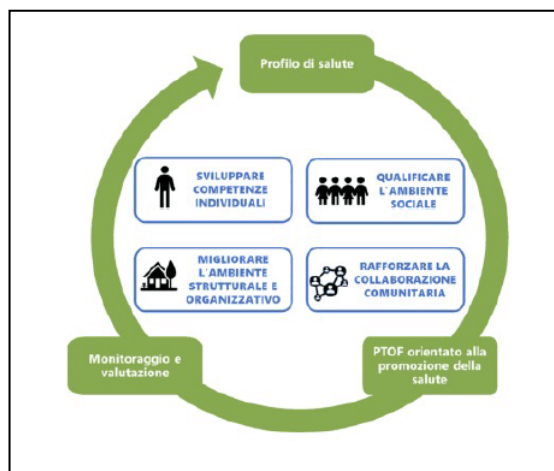 Profilo di salute
SVILUPPARE
COMPETENZE
INDIVIDUALI
QUALIFICARE
L'AMBIENTE
SOCIALE
MIGLIORARE
L'AMBIENTE
STRUTTURALE E
ORGANIZZATIVO
RAFFORZARE LA
COLLABORAZIONE
COMUNITARIA
Monitoraggio e
valutazione
PTOF orientato alla
promozione della
salute